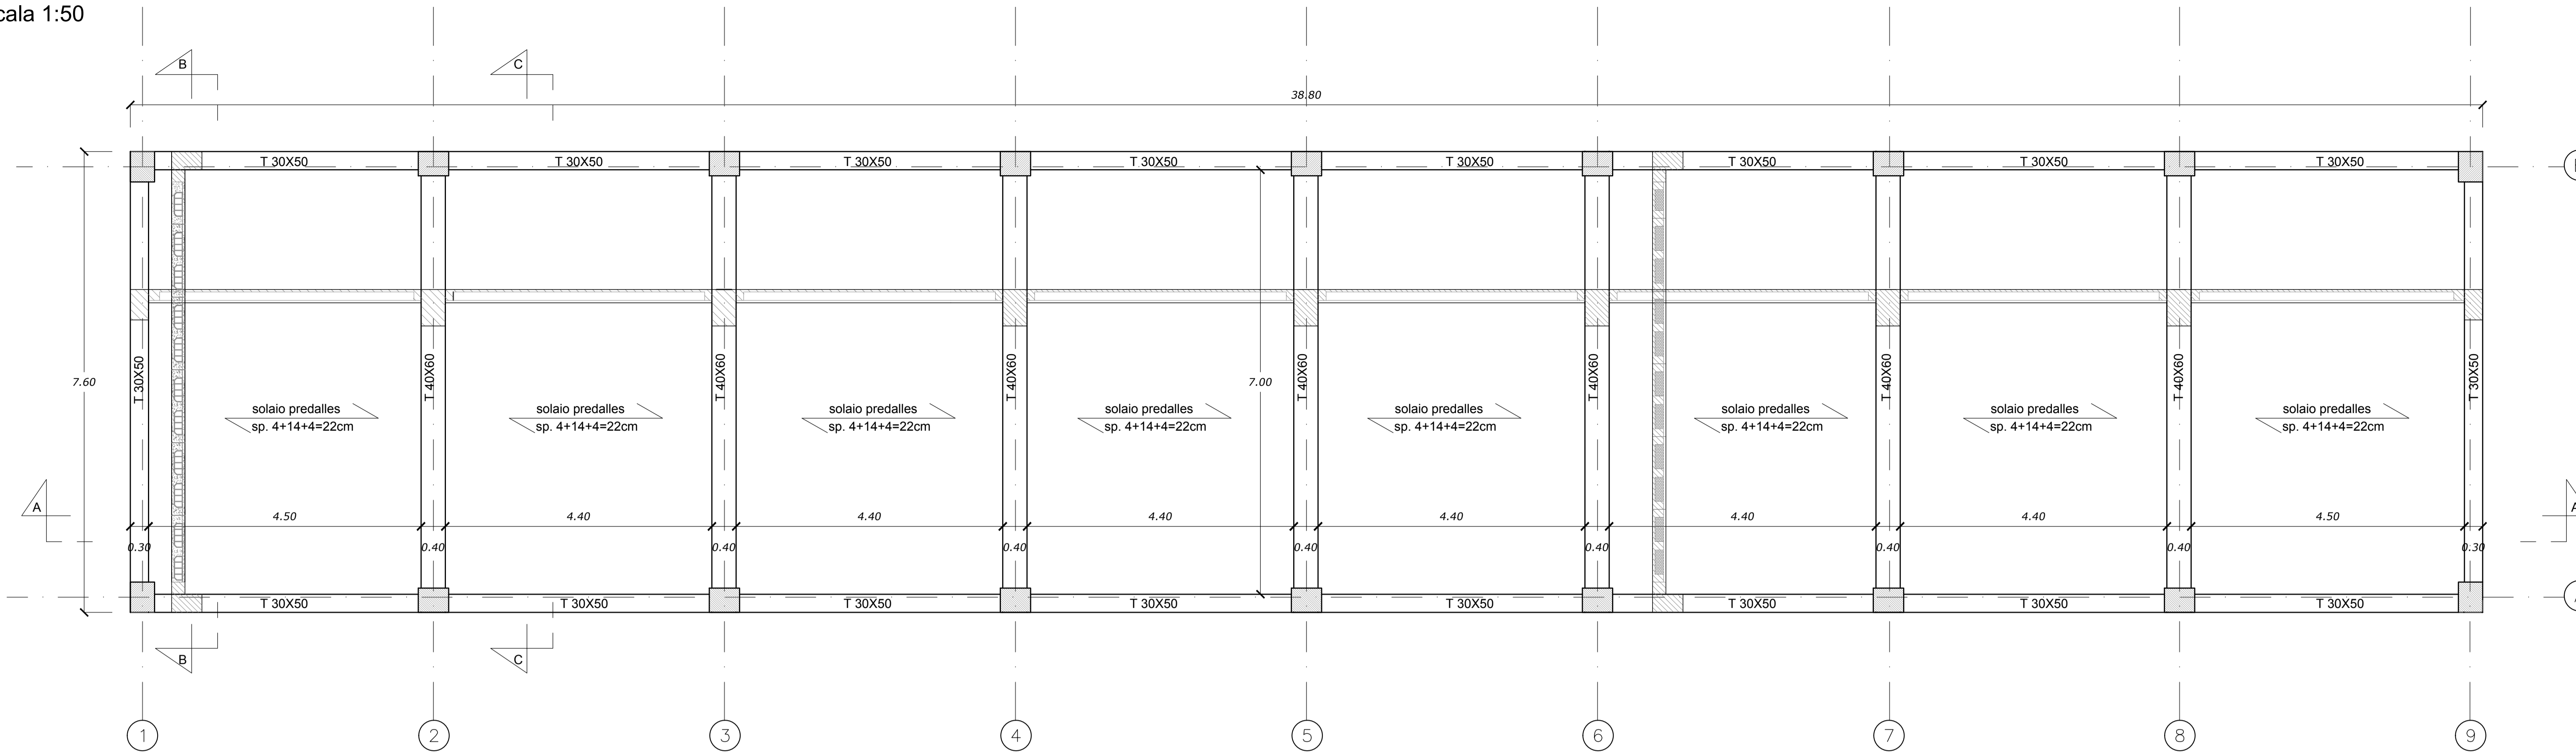 cala 1:50
B
C
38.80
T 30X50
T 30X50
T 30X50
T 30X50
T 30X50
T 30X50
T 30X50
T 30X50
7.60
T 30X50
T 40X60
T 40X60
T 40X60
7.00
T 40X60
T 40X60
T 40X60
T 40X60
T 30X50
solaio predalles
sp. 4+14+4=22cm
solaio predalles
sp. 4+14+4=22cm
solaio predalles
sp. 4+14+4=22cm
solaio predalles
sp. 4+14+4=22cm
solaio predalles
sp. 4+14+4=22cm
solaio predalles
sp. 4+14+4=22cm
solaio predalles
sp. 4+14+4=22cm
solaio predalles
sp. 4+14+4=22cm
A
A
4.50
4.40
4.40
4.40
4.40
4.40
4.40
4.50
0.30
0.40
0.40
0.40
0.40
0.40
0.40
0.40
0.30
T 30X50
T 30X50
T 30X50
T 30X50
T 30X50
T 30X50
T 30X50
T 30X50
B
C
1
2
3
4
5
6
7
8
9